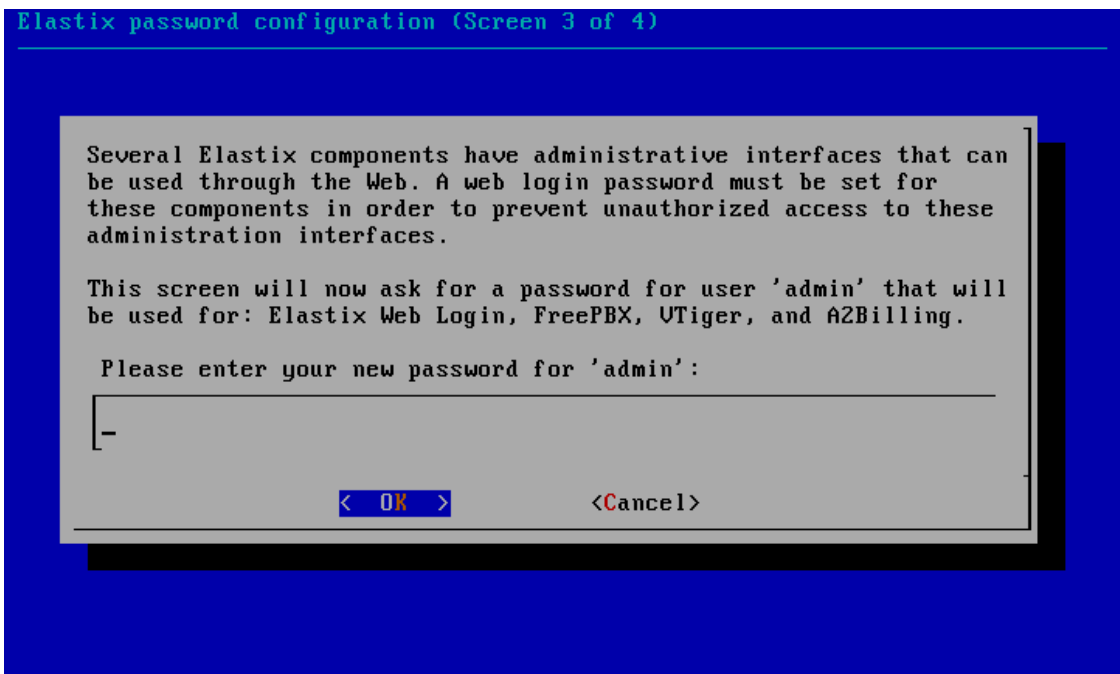 Elastix password configuration (Screen 3 of 4)
Several Elastix components have administrative interfaces that can
be used through the Web. A web login password must be set for
these components in order to prevent unauthorized access to these
administration interfaces.
This screen will now ask for a password for user 'admin' that will
be used for: Elastix Web Login, FreePBX, VTiger, and A2Billing.
Please enter your new password for 'admin':
< OK > <Cancel>